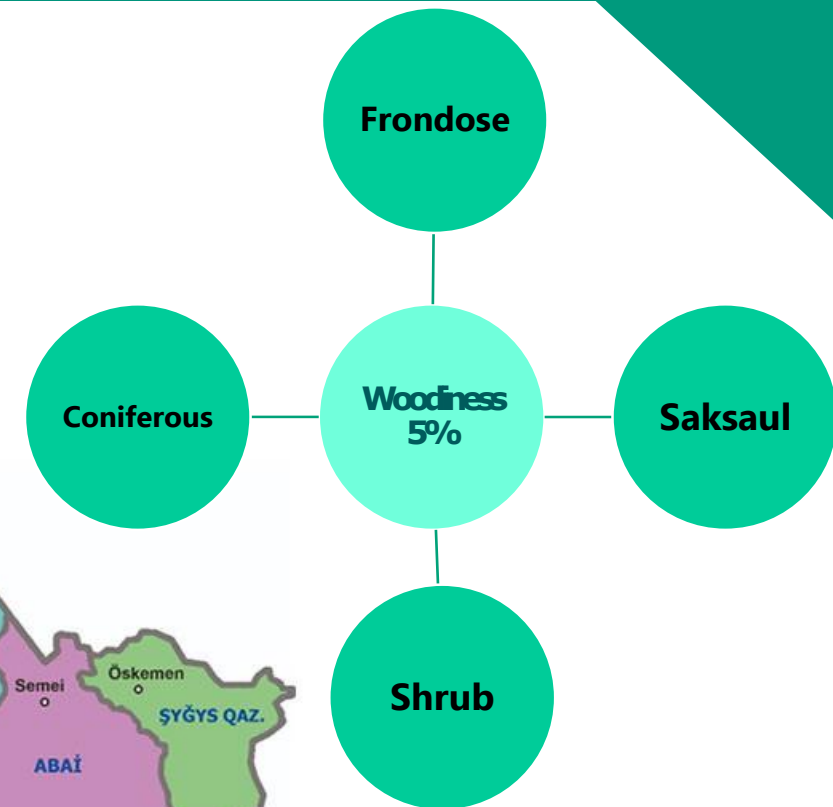 Frondose
Coniferous
Woodiness
5%
Saksaul
Shrub
Semei
Öskemen
ŞYĞYS QAZ.
ABAİ